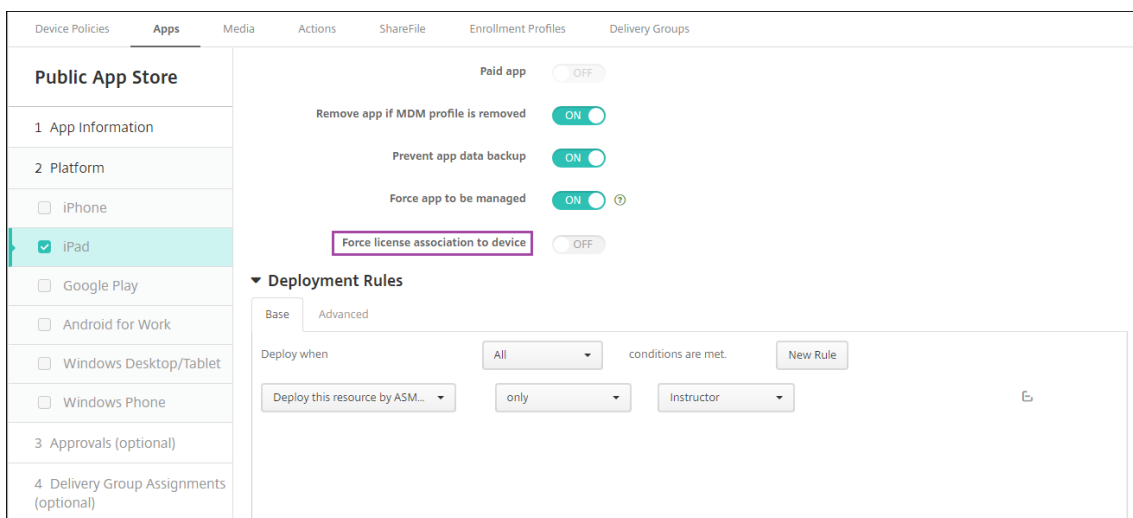 Device Policies Apps Media Actions ShareFile Enrollment Profiles Delivery Groups
Public App Store
1 App Information
2 Platform
iPhone
iPad
Google Play
Android for Work
Windows Desktop/Tablet
Windows Phone
3 Approvals (optional)
4 Delivery Group Assignments
(optional)
Paid app OFF
Remove app if MDM profile is removed ON
Prevent app data backup ON
Force app to be managed ON ?
Force license association to device OFF
Deployment Rules
Base Advanced
Deploy when All conditions are met. New Rule
Deploy this resource by ASM... only Instructor